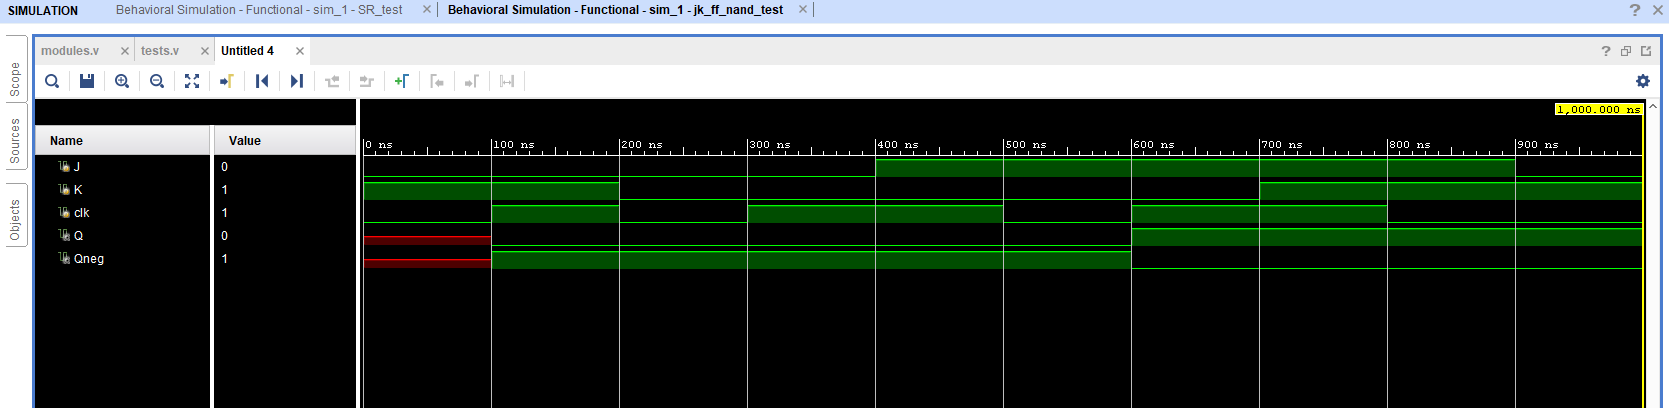 SIMULATION Behavioral Simulation - Functional - sim_1 - SR_test Behavioral Simulation - Functional - sim_1 - jk_ff_nand_test
modules.v tests.v Untitled 4
Scope
Sources
Objects
1,000.000 ns
Name Value
0 ns 100 ns 200 ns 300 ns 400 ns 500 ns 600 ns 700 ns 800 ns 900 ns
J 0
K 1
clk 1
Q 0
Qneg 1